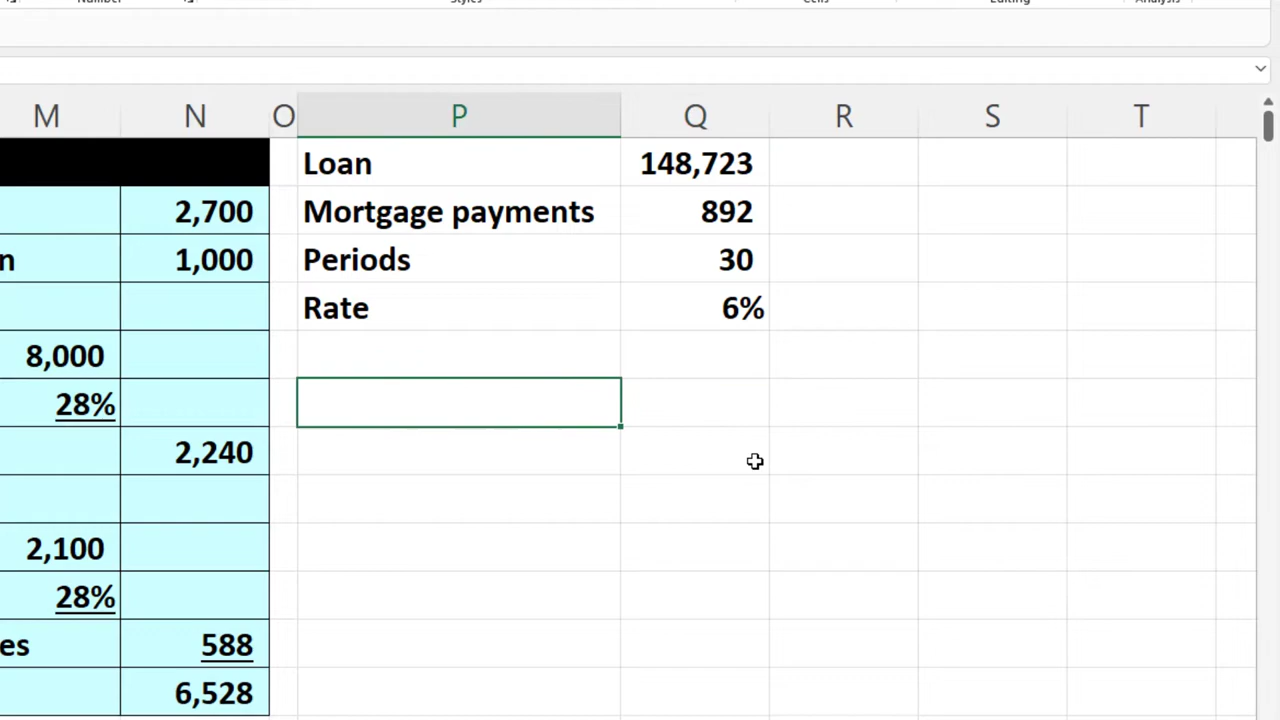 Number Styles Cells Editing Analysis
M N O P Q R S T
Loan 148,723
2,700 Mortgage payments 892
n 1,000 Periods 30
Rate 6%
8,000
28%
2,240
2,100
28%
es 588
6,528